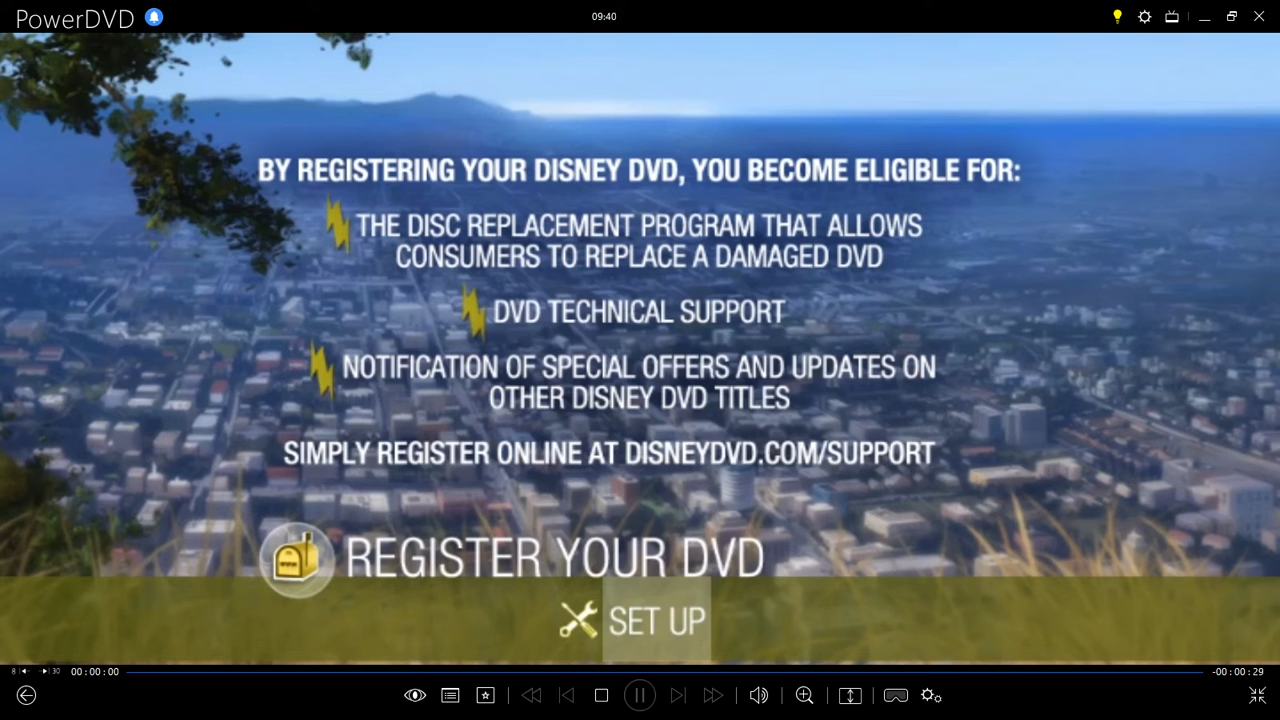 PowerDVD
09:40
BY REGISTERING YOUR DISNEY DVD, YOU BECOME ELIGIBLE FOR:
THE DISC REPLACEMENT PROGRAM THAT ALLOWS
CONSUMERS TO REPLACE A DAMAGED DVD
DVD TECHNICAL SUPPORT
NOTIFICATION OF SPECIAL OFFERS AND UPDATES ON
OTHER DISNEY DVD TITLES
SIMPLY REGISTER ONLINE AT DISNEYDVD.COM/SUPPORT
REGISTER YOUR DVD
SET UP
8 30 00:00:00 -00:00:29